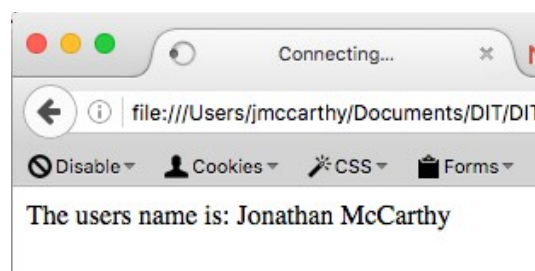 Connecting...
file:///Users/jmccarthy/Documents/DIT/DIT
Disable Cookies CSS Forms
The users name is: Jonathan McCarthy